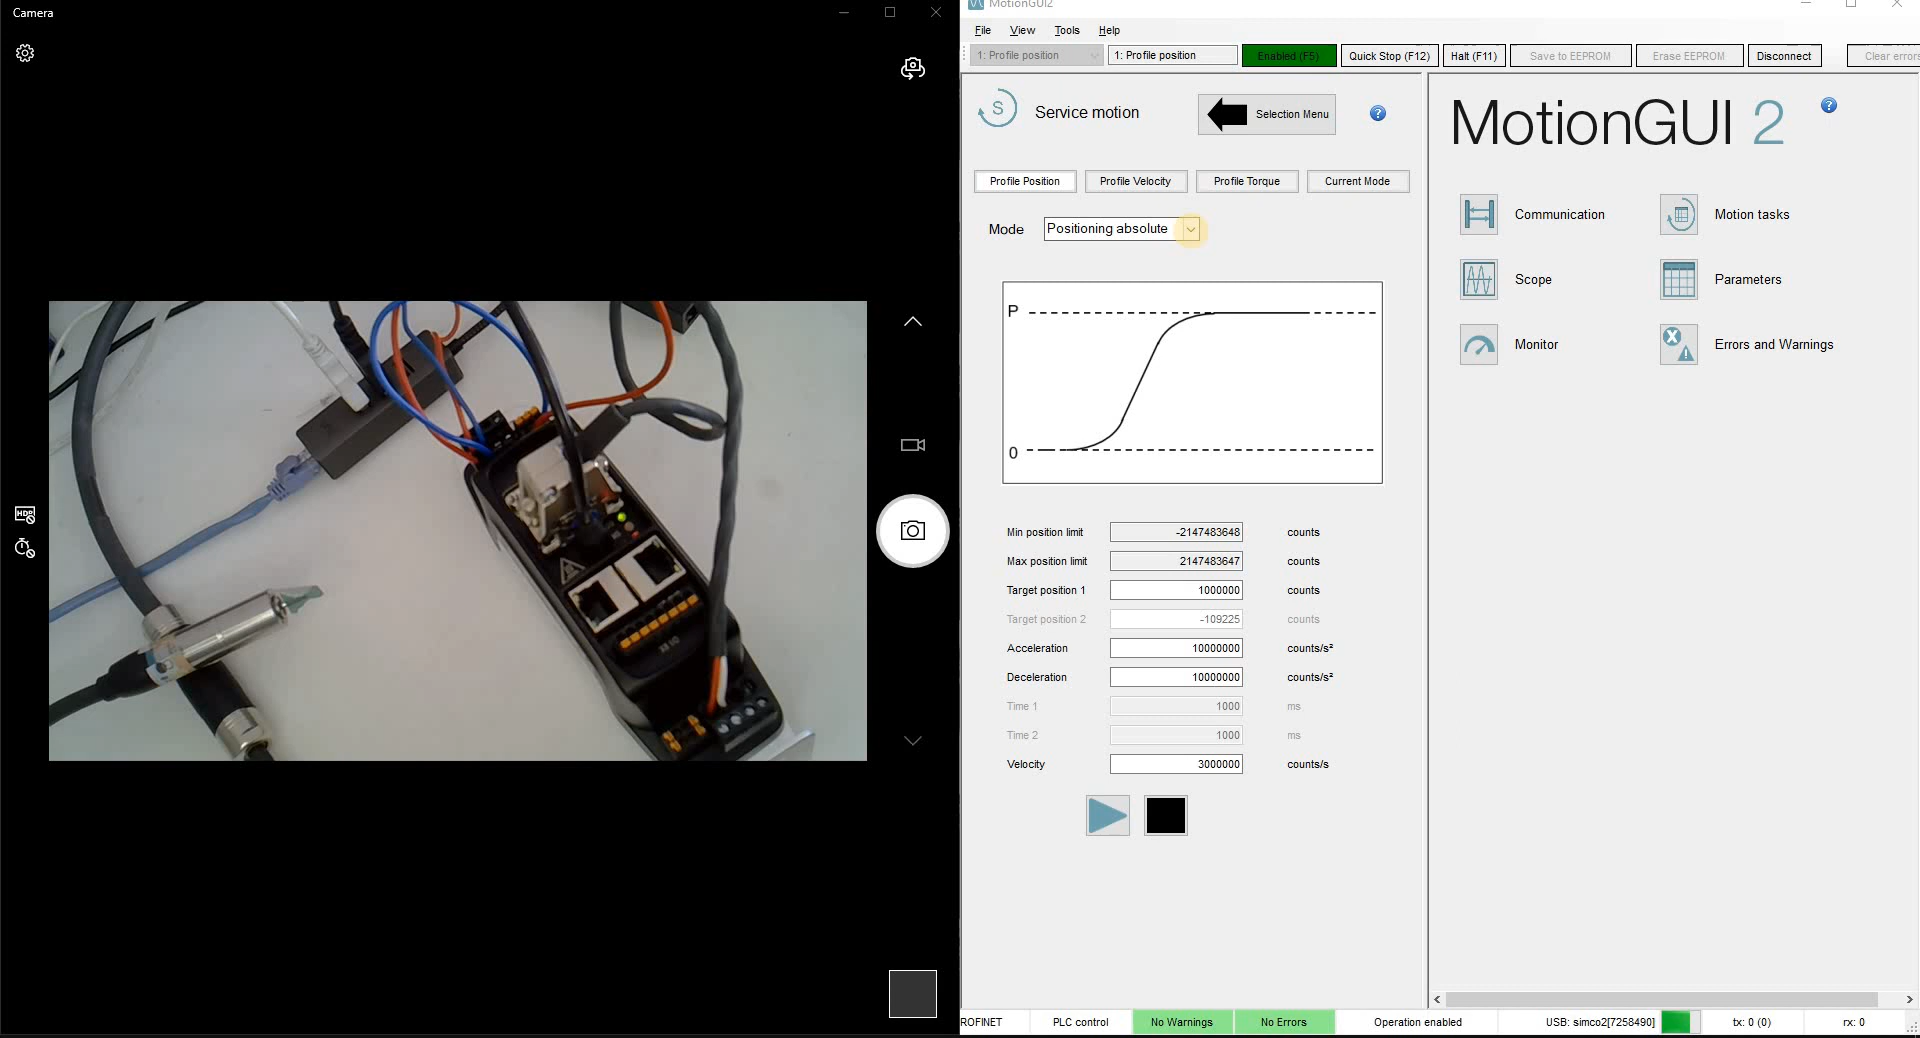 Camera
MotionGUI2
File View Tools Help
1: Profile position 1: Profile position Enabled (F5) Quick Stop (F12) Halt (F11) Save to EEPROM Erase EEPROM Disconnect Clear errors
S Service motion Selection Menu ?
Profile Position Profile Velocity Profile Torque Current Mode
Mode Positioning absolute
P
0
Min position limit -2147483648 counts
Max position limit 2147483647 counts
Target position 1 1000000 counts
Target position 2 -109225 counts
Acceleration 10000000 counts/s²
Deceleration 10000000 counts/s²
Time 1 1000 ms
Time 2 1000 ms
Velocity 3000000 counts/s
MotionGUI 2 ?
Communication Motion tasks
Scope Parameters
Monitor Errors and Warnings
HDR
X8 I/O
ROFINET PLC control No Warnings No Errors Operation enabled USB: simco2[7258490] tx: 0 (0) rx: 0